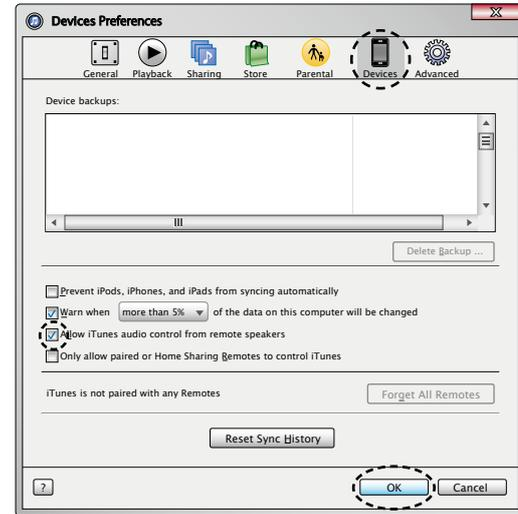 Devices Preferences
General Playback Sharing Store Parental Devices Advanced
Device backups:
Delete Backup ...
Prevent iPods, iPhones, and iPads from syncing automatically
Warn when more than 5% of the data on this computer will be changed
Allow iTunes audio control from remote speakers
Only allow paired or Home Sharing Remotes to control iTunes
iTunes is not paired with any Remotes Forget All Remotes
Reset Sync History
? OK Cancel